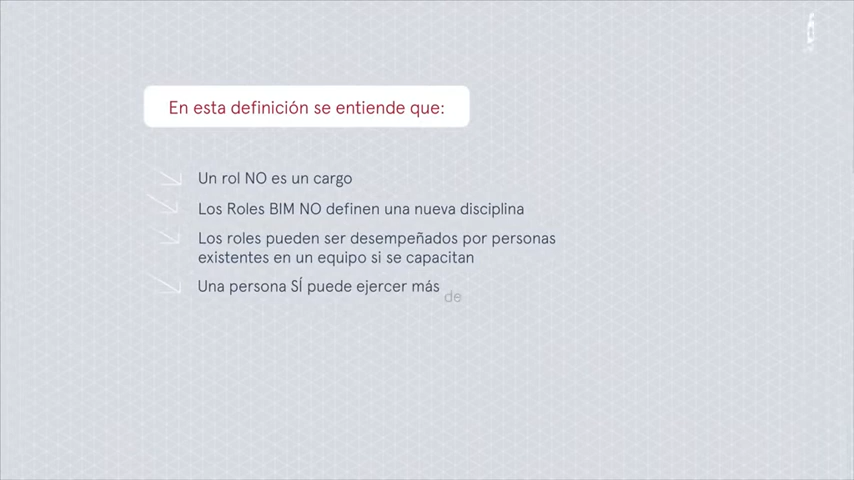 En esta definición se entiende que:
Un rol NO es un cargo
Los Roles BIM NO definen una nueva disciplina
Los roles pueden ser desempeñados por personas
existentes en un equipo si se capacitan
Una persona SÍ puede ejercer más de